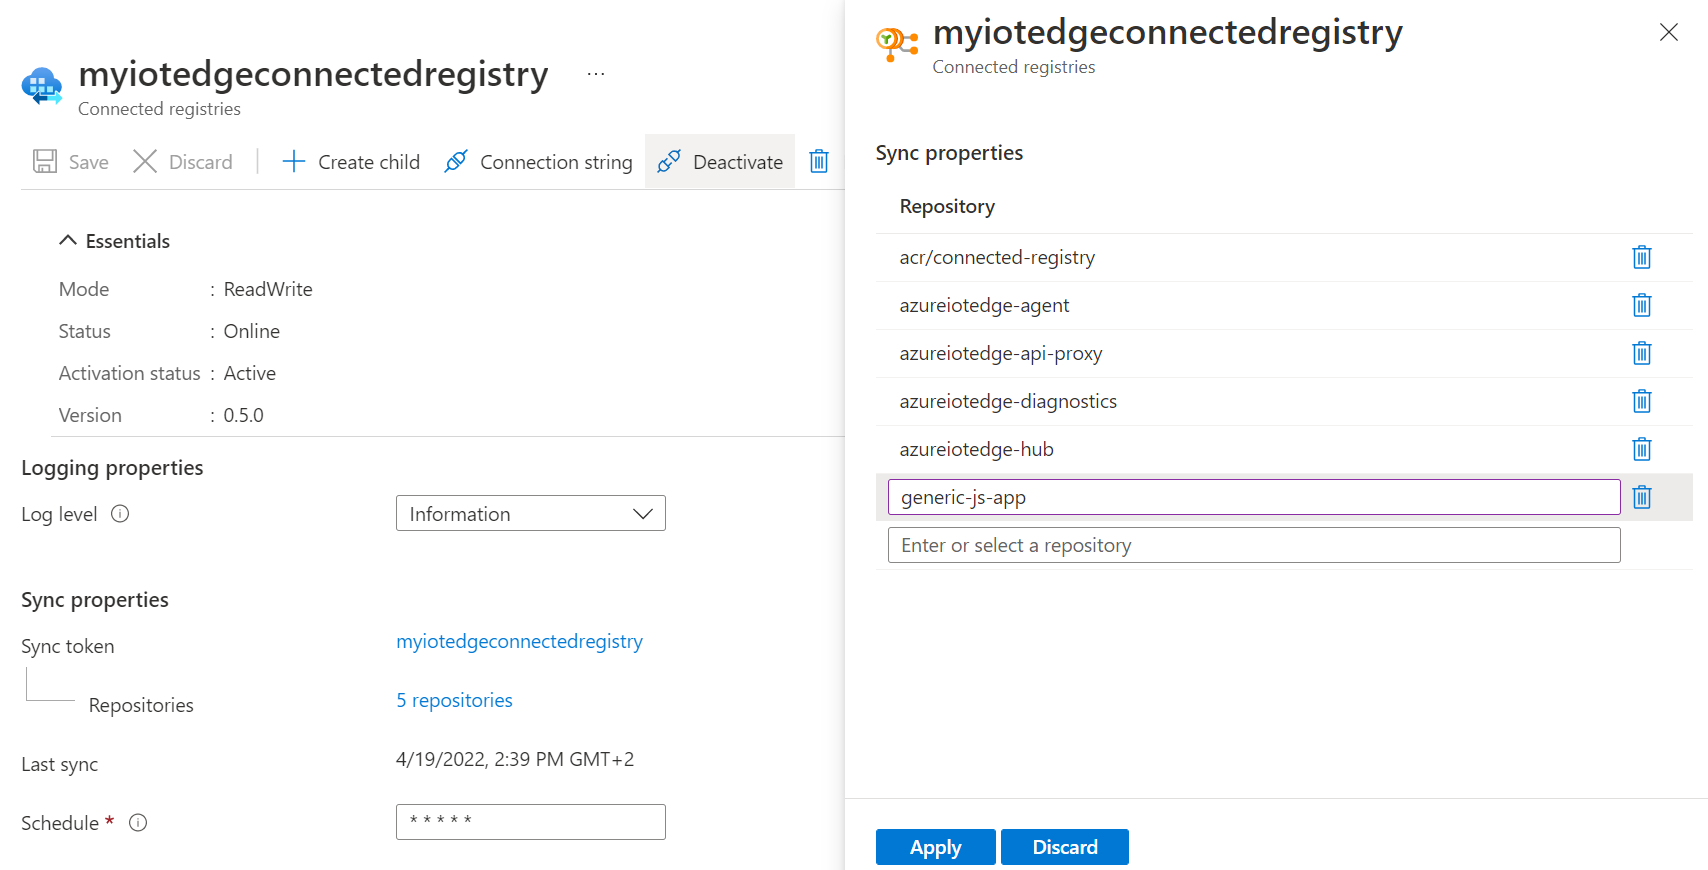 myiotedgeconnectedregistry ...
Connected registries
Save Discard Create child Connection string Deactivate
Essentials
Mode : ReadWrite
Status : Online
Activation status : Active
Version : 0.5.0
Logging properties
Log level Information
Sync properties
Sync token myiotedgeconnectedregistry
Repositories 5 repositories
Last sync 4/19/2022, 2:39 PM GMT+2
Schedule * * * * * *
myiotedgeconnectedregistry
Connected registries
Sync properties
Repository
acr/connected-registry
azureiotedge-agent
azureiotedge-api-proxy
azureiotedge-diagnostics
azureiotedge-hub
generic-js-app
Enter or select a repository
Apply Discard